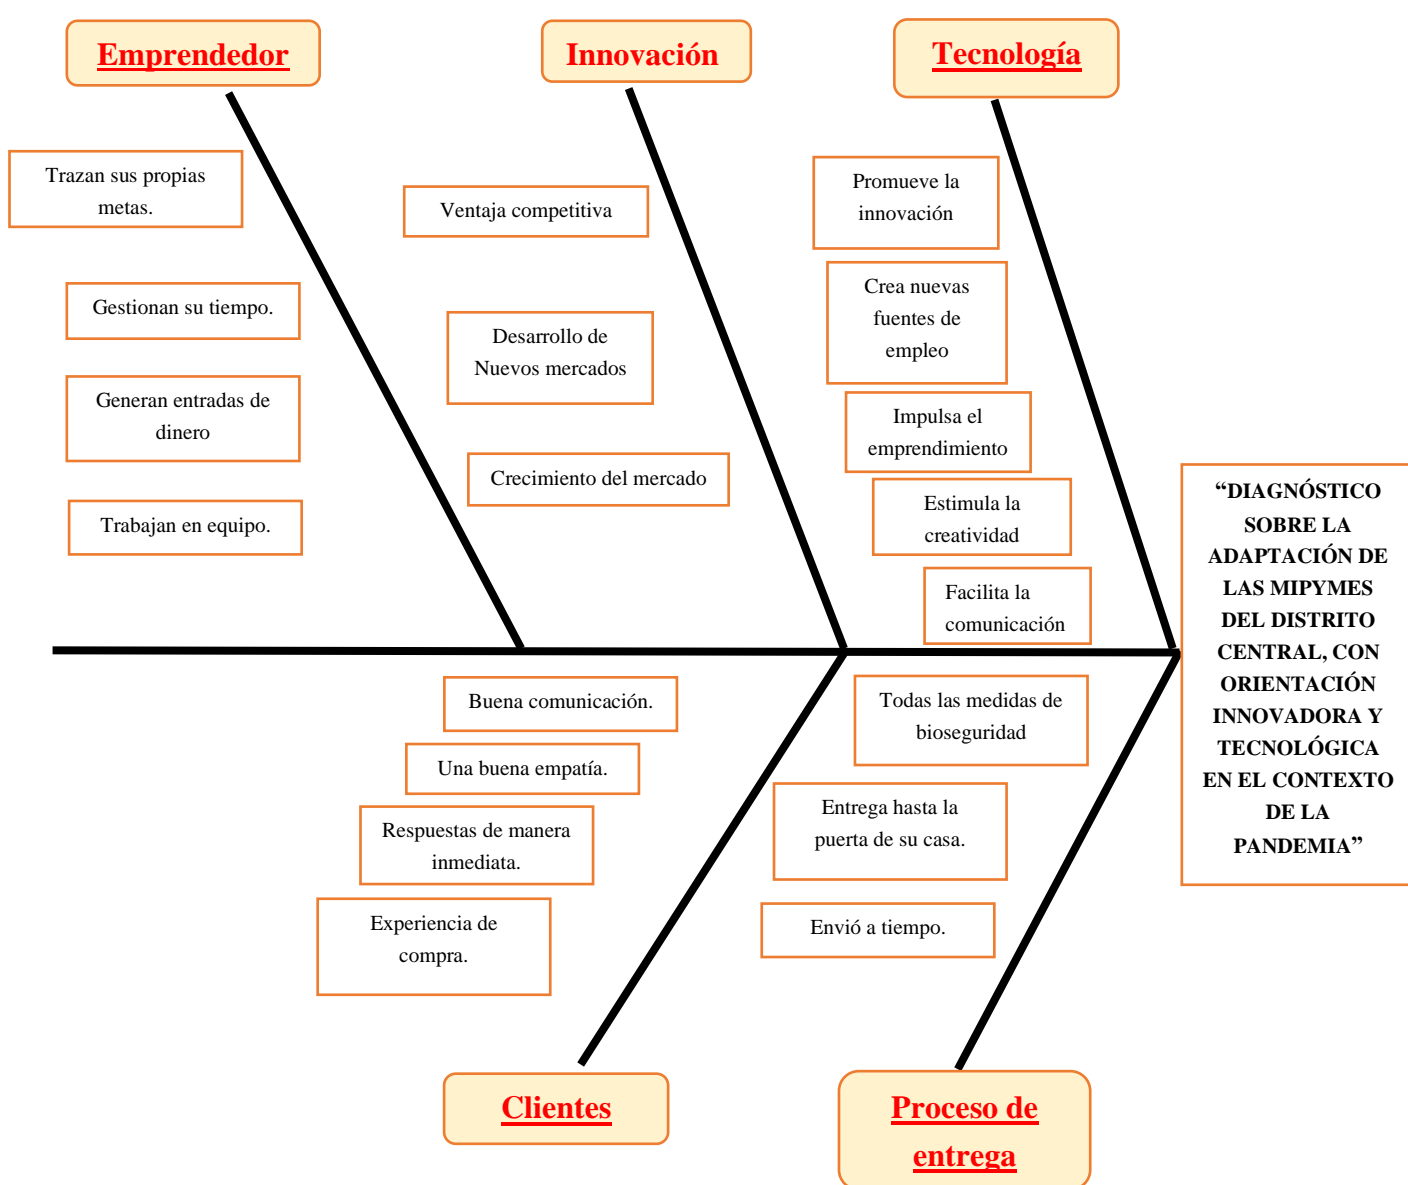 Emprendedor
Innovación
Tecnología
Trazan sus propias
metas.
Gestionan su tiempo.
Generan entradas de
dinero
Trabajan en equipo.
Ventaja competitiva
Desarrollo de
Nuevos mercados
Crecimiento del mercado
Promueve la
innovación
Crea nuevas
fuentes de
empleo
Impulsa el
emprendimiento
Estimula la
creatividad
Facilita la
comunicación
“DIAGNÓSTICO
SOBRE LA
ADAPTACIÓN DE
LAS MIPYMES
DEL DISTRITO
CENTRAL, CON
ORIENTACIÓN
INNOVADORA Y
TECNOLÓGICA
EN EL CONTEXTO
DE LA
PANDEMIA”
Buena comunicación.
Una buena empatía.
Respuestas de manera
inmediata.
Experiencia de
compra.
Todas las medidas de
bioseguridad
Entrega hasta la
puerta de su casa.
Envió a tiempo.
Clientes
Proceso de
entrega